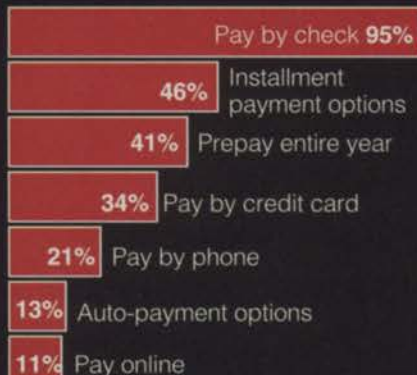 Pay by check 95%
46% Installment
payment options
41% Prepay entire year
34% Pay by credit card
21% Pay by phone
13% Auto-payment options
11% Pay online